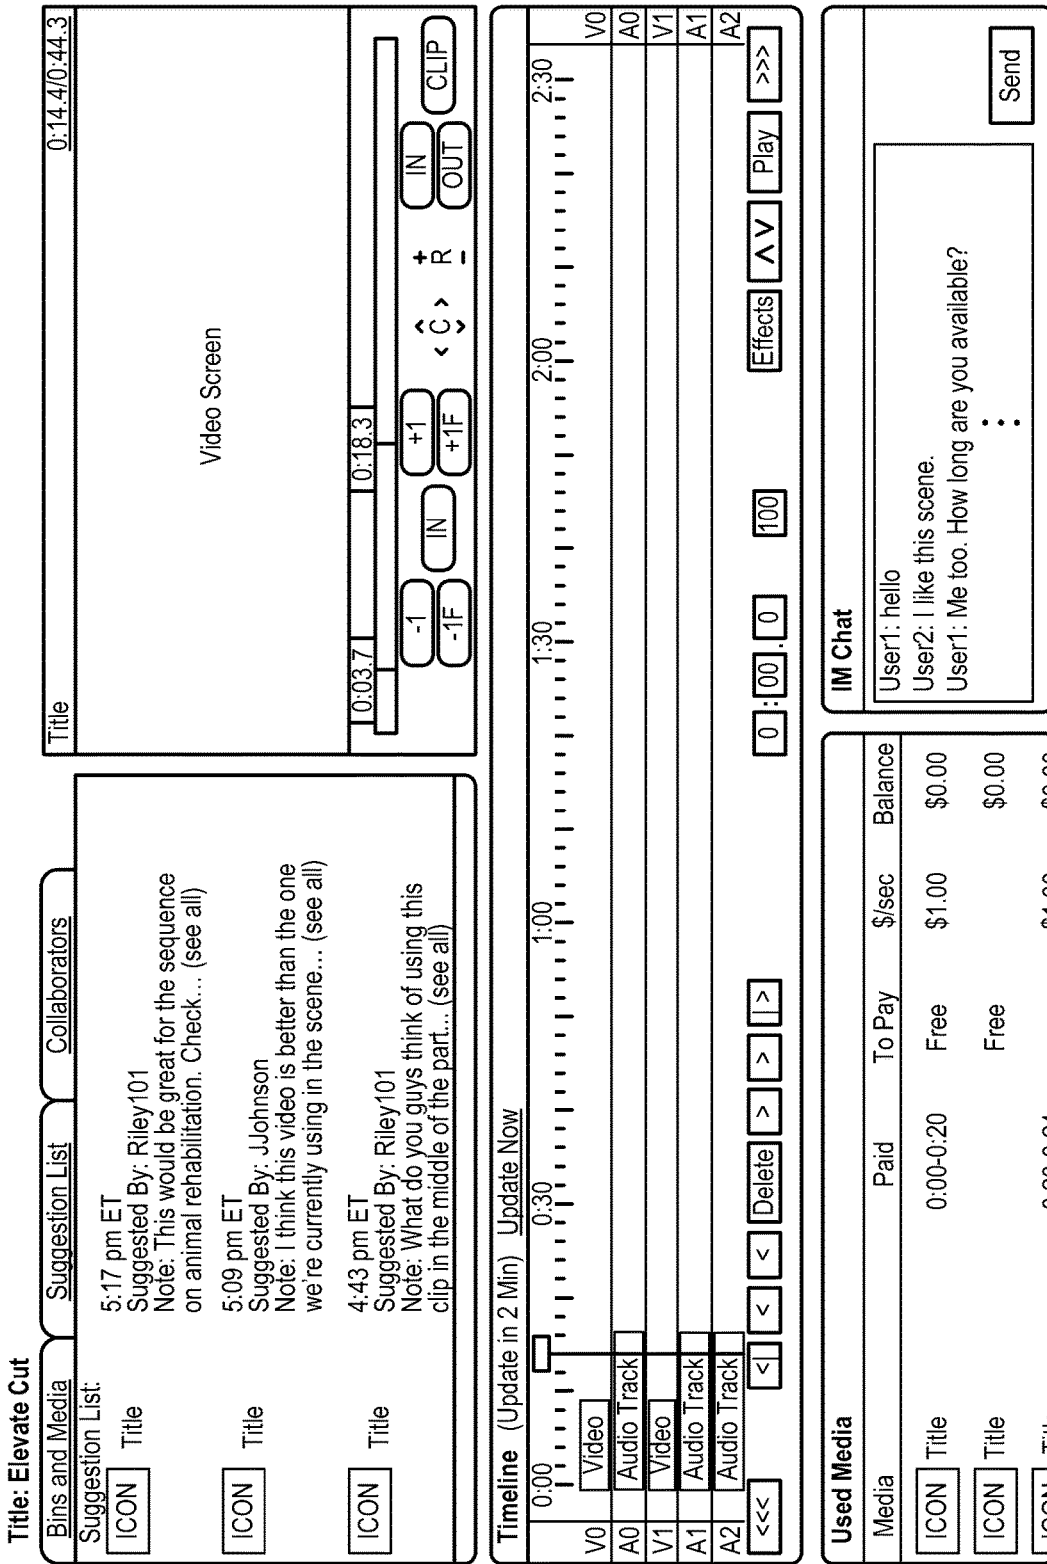 Title: Elevate Cut
Bins and Media Suggestion List Collaborators
Suggestion List:
ICON Title
5:17 pm ET
Suggested By: Riley101
Note: This would be great for the sequence
on animal rehabilitation. Check... (see all)
ICON Title
5:09 pm ET
Suggested By: JJohnson
Note: I think this video is better than the one
we're currently using in the scene... (see all)
ICON Title
4:43 pm ET
Suggested By: Riley101
Note: What do you guys think of using this
clip in the middle of the part... (see all)
Title 0:14.4/0:44.3
Video Screen
0:03.7 0:18.3
-1 IN +1 < ^ C v > + R - IN CLIP
-1F +1F OUT
Timeline (Update in 2 Min) Update Now
0:00 0:30 1:00 1:30 2:00 2:30
V0 Video V0
A0 Audio Track A0
V1 Video V1
A1 Audio Track A1
A2 Audio Track A2
<<< <| < < Delete > > |> 0 : 00 . 0 100 Effects ∧ ∨ Play >>>
Used Media
Media Paid To Pay $/sec Balance
ICON Title 0:00-0:20 Free $1.00 $0.00
ICON Title Free $0.00
IM Chat
User1: hello
User2: I like this scene.
User1: Me too. How long are you available?
Send